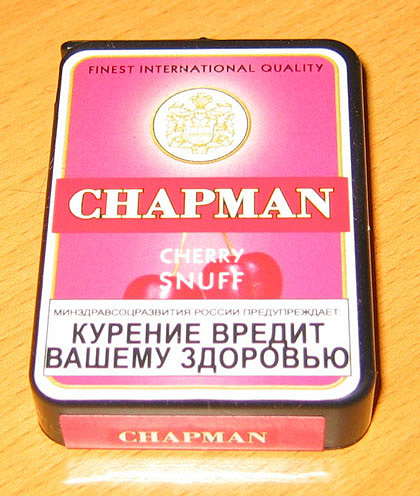 FINEST INTERNATIONAL QUALITY
CHAPMAN
CHERRY
SNUFF
МИНЗДРАВСОЦРАЗВИТИЯ РОССИИ ПРЕДУПРЕЖДАЕТ:
КУРЕНИЕ ВРЕДИТ
ВАШЕМУ ЗДОРОВЬЮ
CHAPMAN